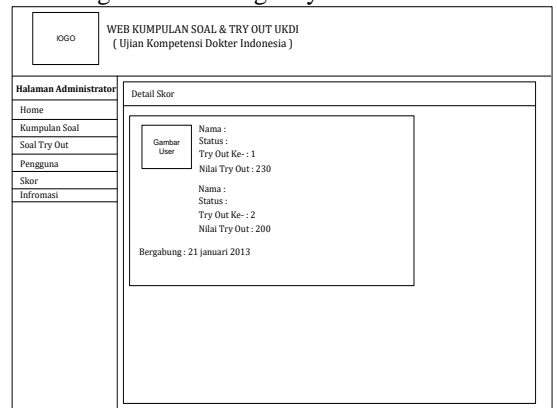 IOGO
WEB KUMPULAN SOAL & TRY OUT UKDI
( Ujian Kompetensi Dokter Indonesia )
Halaman Administrator
Home
Kumpulan Soal
Soal Try Out
Pengguna
Skor
Infromasi
Detail Skor
Gambar
User
Nama :
Status :
Try Out Ke- : 1
Nilai Try Out : 230
Nama :
Status :
Try Out Ke- : 2
Nilai Try Out : 200
Bergabung : 21 januari 2013